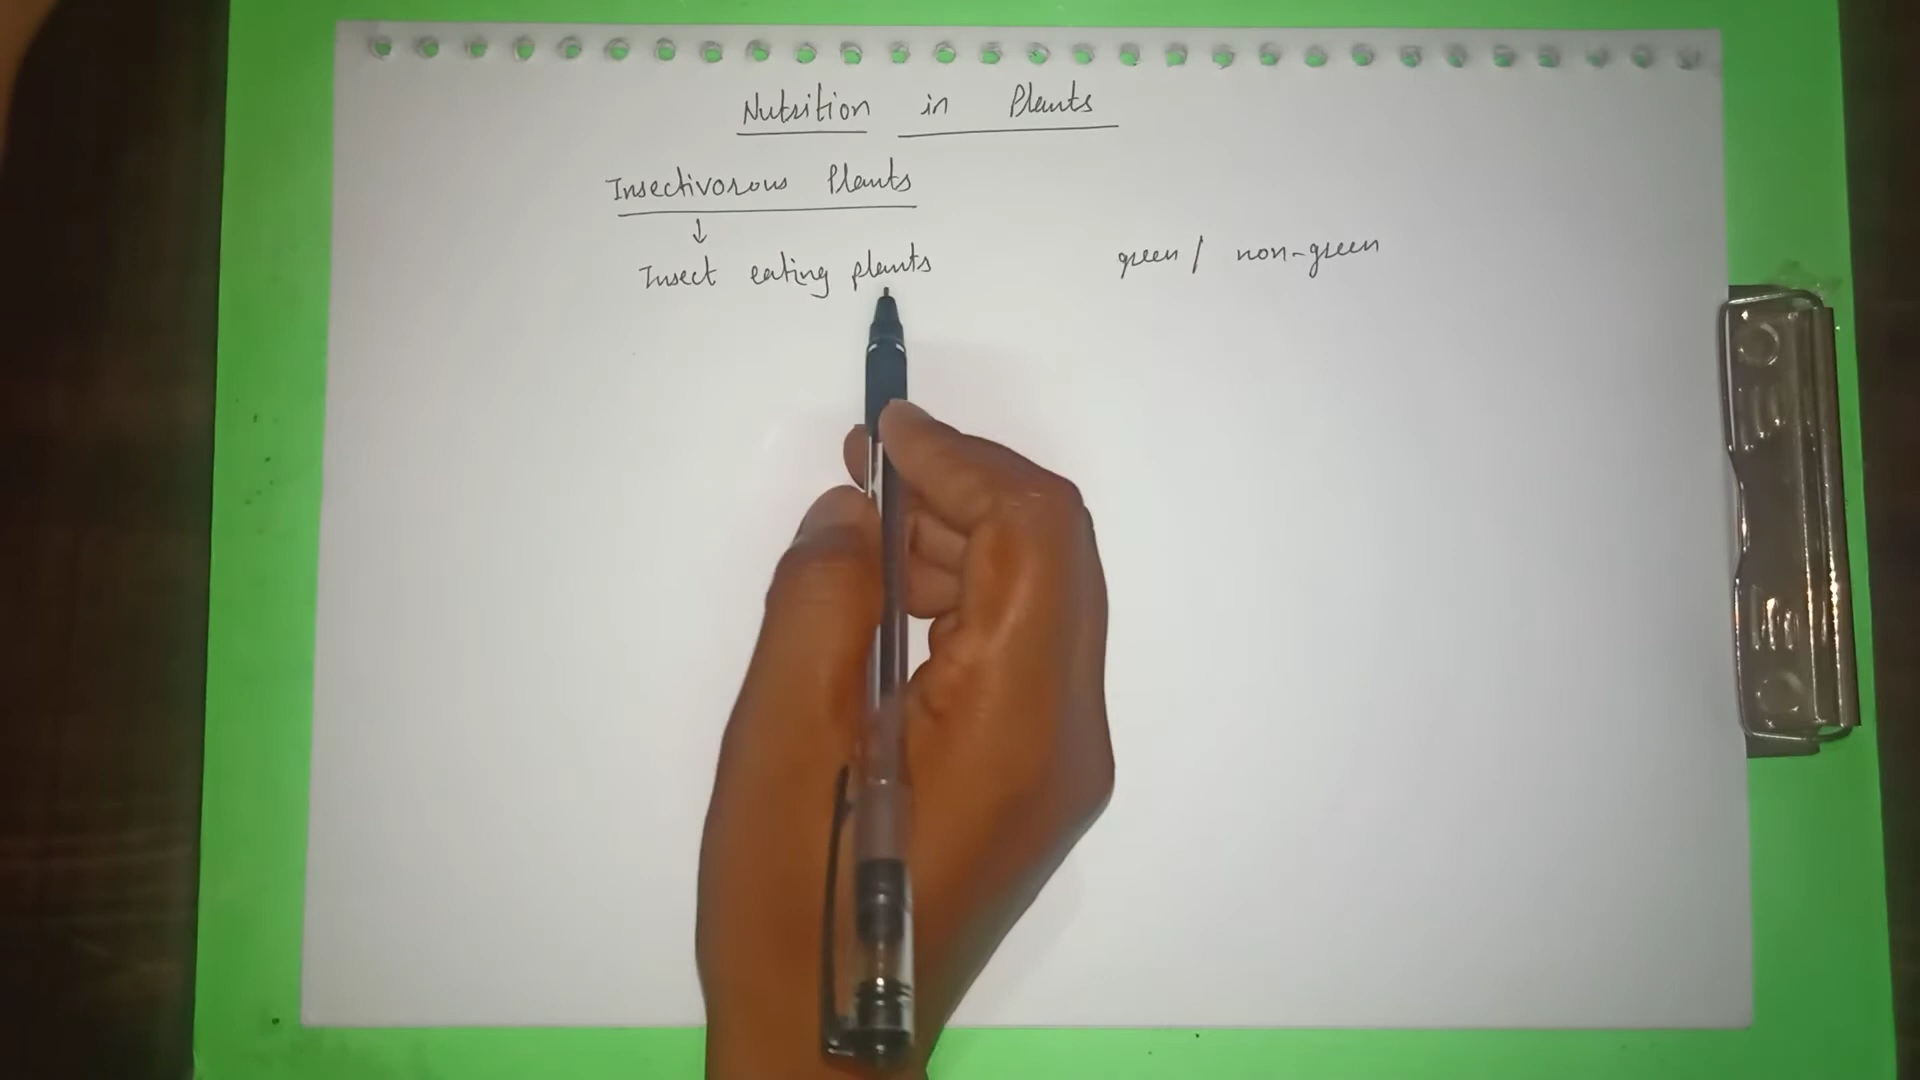 Nutrition in Plants
Insectivorous Plants
↓
Insect eating plants green / non-green